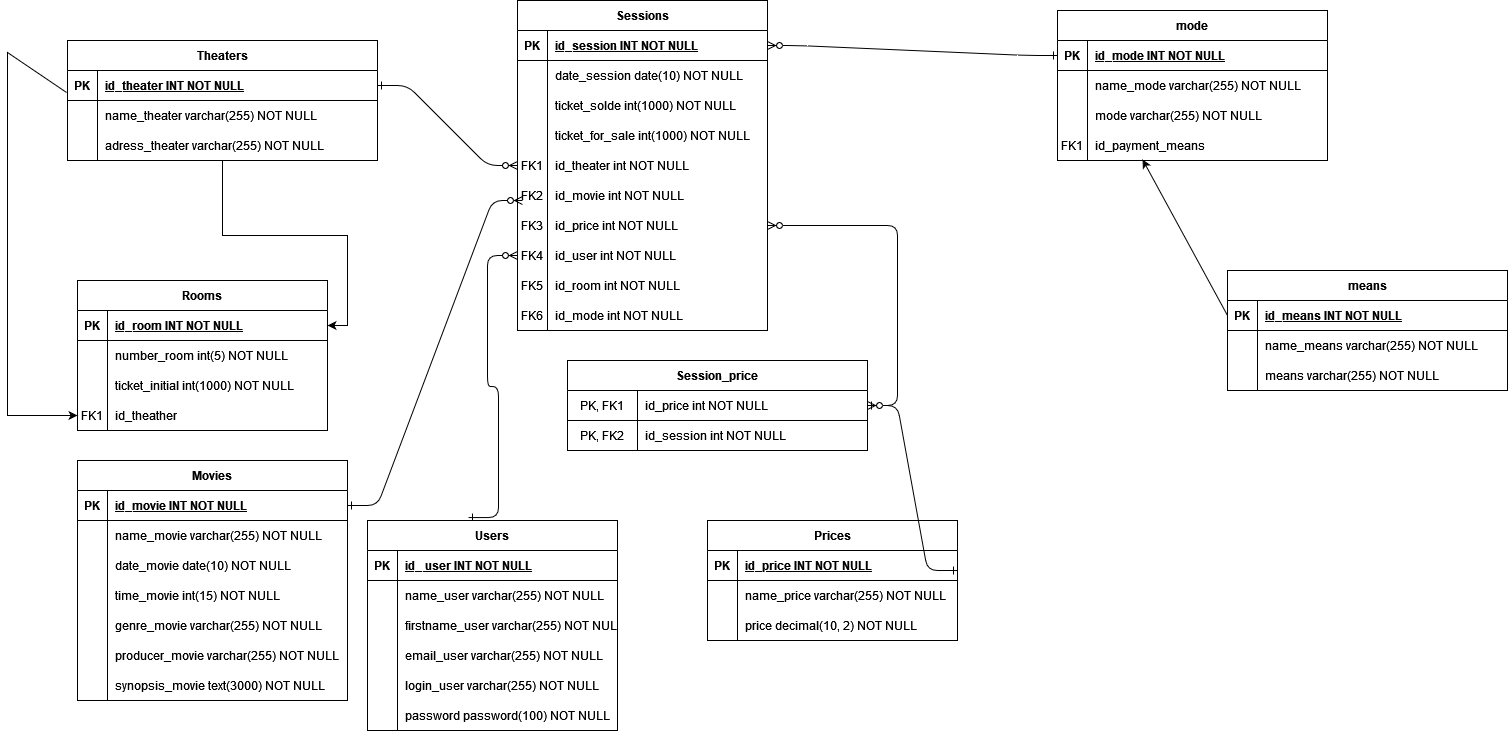 Sessions
PK id_session INT NOT NULL
date_session date(10) NOT NULL
ticket_solde int(1000) NOT NULL
ticket_for_sale int(1000) NOT NULL
FK1 id_theater int NOT NULL
FK2 id_movie int NOT NULL
FK3 id_price int NOT NULL
FK4 id_user int NOT NULL
FK5 id_room int NOT NULL
FK6 id_mode int NOT NULL
mode
PK id_mode INT NOT NULL
name_mode varchar(255) NOT NULL
mode varchar(255) NOT NULL
FK1 id_payment_means
Theaters
PK id_theater INT NOT NULL
name_theater varchar(255) NOT NULL
adress_theater varchar(255) NOT NULL
means
PK id_means INT NOT NULL
name_means varchar(255) NOT NULL
means varchar(255) NOT NULL
Rooms
PK id_room INT NOT NULL
number_room int(5) NOT NULL
ticket_initial int(1000) NOT NULL
FK1 id_theather
Session_price
PK, FK1 id_price int NOT NULL
PK, FK2 id_session int NOT NULL
Movies
PK id_movie INT NOT NULL
name_movie varchar(255) NOT NULL
date_movie date(10) NOT NULL
time_movie int(15) NOT NULL
genre_movie varchar(255) NOT NULL
producer_movie varchar(255) NOT NULL
synopsis_movie text(3000) NOT NULL
Users
PK id_user INT NOT NULL
name_user varchar(255) NOT NULL
firstname_user varchar(255) NOT NUL
email_user varchar(255) NOT NULL
login_user varchar(255) NOT NULL
password password(100) NOT NULL
Prices
PK id_price INT NOT NULL
name_price varchar(255) NOT NULL
price decimal(10, 2) NOT NULL